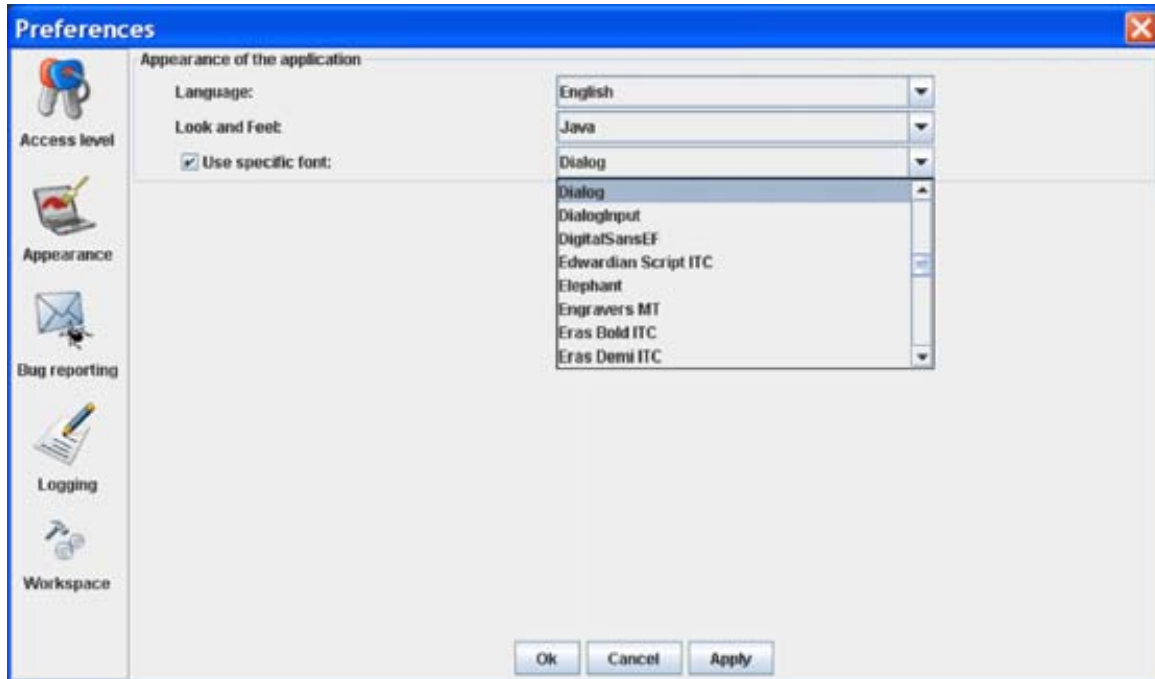 Preferences
Appearance of the application
Language: English
Look and Feel: Java
Use specific font: Dialog
Dialog
DialogInput
DigitalSansEF
Edwardian Script ITC
Elephant
Engravers MT
Eras Bold ITC
Eras Demi ITC
Access level
Appearance
Bug reporting
Logging
Workspace
Ok Cancel Apply